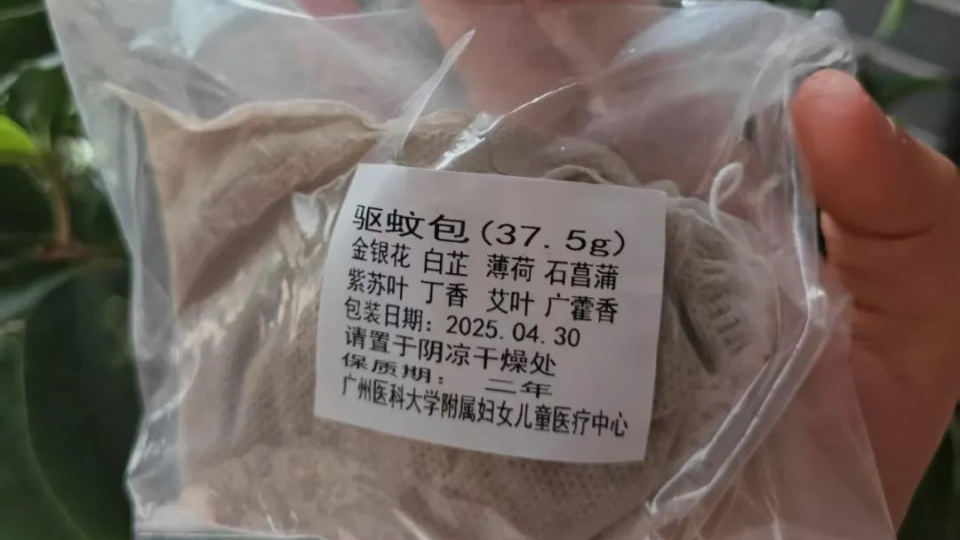 驱蚊包(37.5g)
金银花 白芷 薄荷 石菖蒲
紫苏叶 丁香 艾叶 广藿香
包装日期: 2025.04.30
请置于阴凉干燥处
保质期: 二年
广州医科大学附属妇女儿童医疗中心